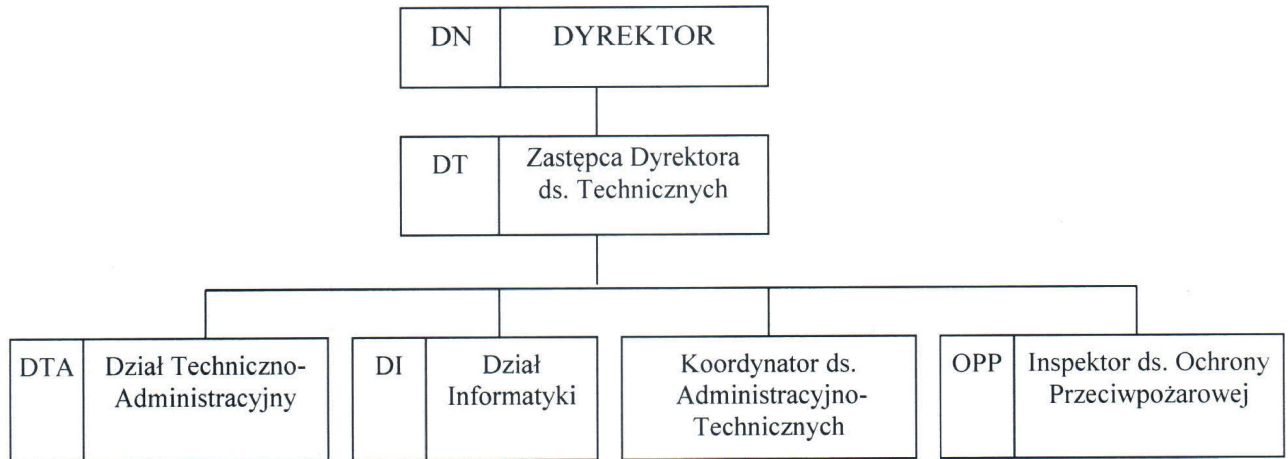 DN DYREKTOR
DT Zastępca Dyrektora
ds. Technicznych
DTA Dział Techniczno-
Administracyjny
DI Dział
Informatyki
Koordynator ds.
Administracyjno-
Technicznych
OPP Inspektor ds. Ochrony
Przeciwpożarowej